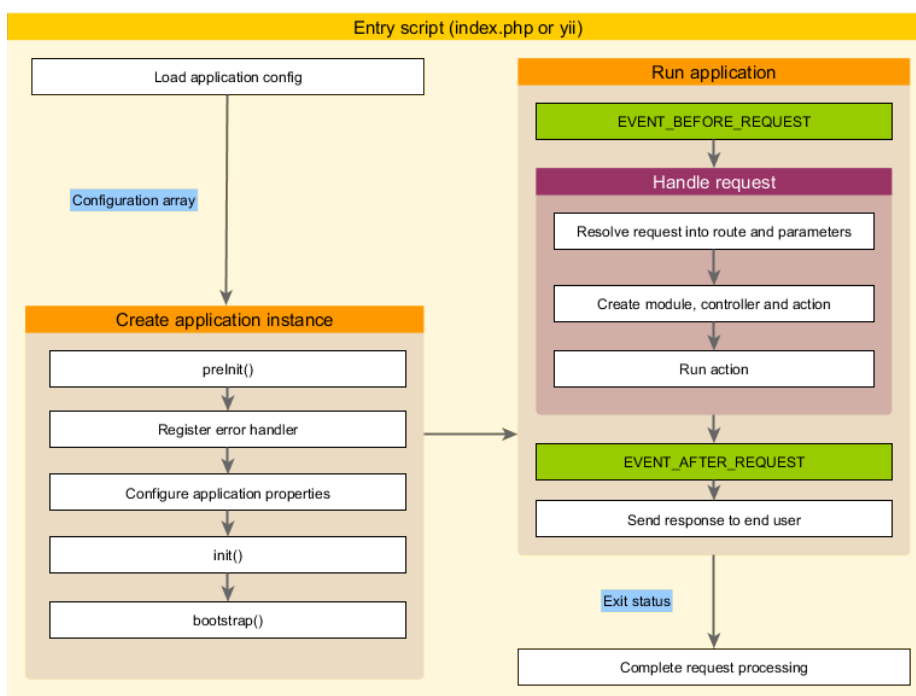 Entry script (index.php or yii)
Load application config
Configuration array
Create application instance
preInit()
Register error handler
Configure application properties
init()
bootstrap()
Run application
EVENT_BEFORE_REQUEST
Handle request
Resolve request into route and parameters
Create module, controller and action
Run action
EVENT_AFTER_REQUEST
Send response to end user
Exit status
Complete request processing